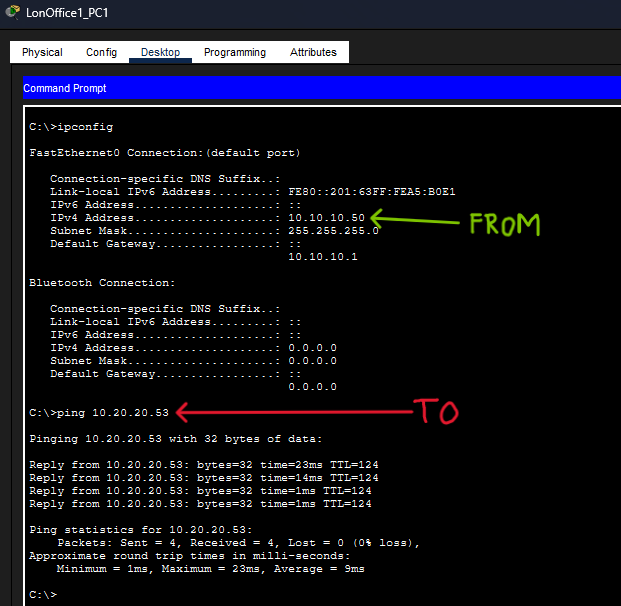 LonOffice1_PC1
Physical Config Desktop Programming Attributes
Command Prompt
C:\>ipconfig
FastEthernet0 Connection:(default port)
Connection-specific DNS Suffix..:
Link-local IPv6 Address.........: FE80::201:63FF:FEA5:B0E1
IPv6 Address....................: ::
IPv4 Address....................: 10.10.10.50
FROM
Subnet Mask.....................: 255.255.255.0
Default Gateway.................: ::
10.10.10.1
Bluetooth Connection:
Connection-specific DNS Suffix..:
Link-local IPv6 Address.........: ::
IPv6 Address....................: ::
IPv4 Address....................: 0.0.0.0
Subnet Mask.....................: 0.0.0.0
Default Gateway.................: ::
0.0.0.0
C:\>ping 10.20.20.53
TO
Pinging 10.20.20.53 with 32 bytes of data:
Reply from 10.20.20.53: bytes=32 time=23ms TTL=124
Reply from 10.20.20.53: bytes=32 time=14ms TTL=124
Reply from 10.20.20.53: bytes=32 time=1ms TTL=124
Reply from 10.20.20.53: bytes=32 time=1ms TTL=124
Ping statistics for 10.20.20.53:
Packets: Sent = 4, Received = 4, Lost = 0 (0% loss),
Approximate round trip times in milli-seconds:
Minimum = 1ms, Maximum = 23ms, Average = 9ms
C:\>